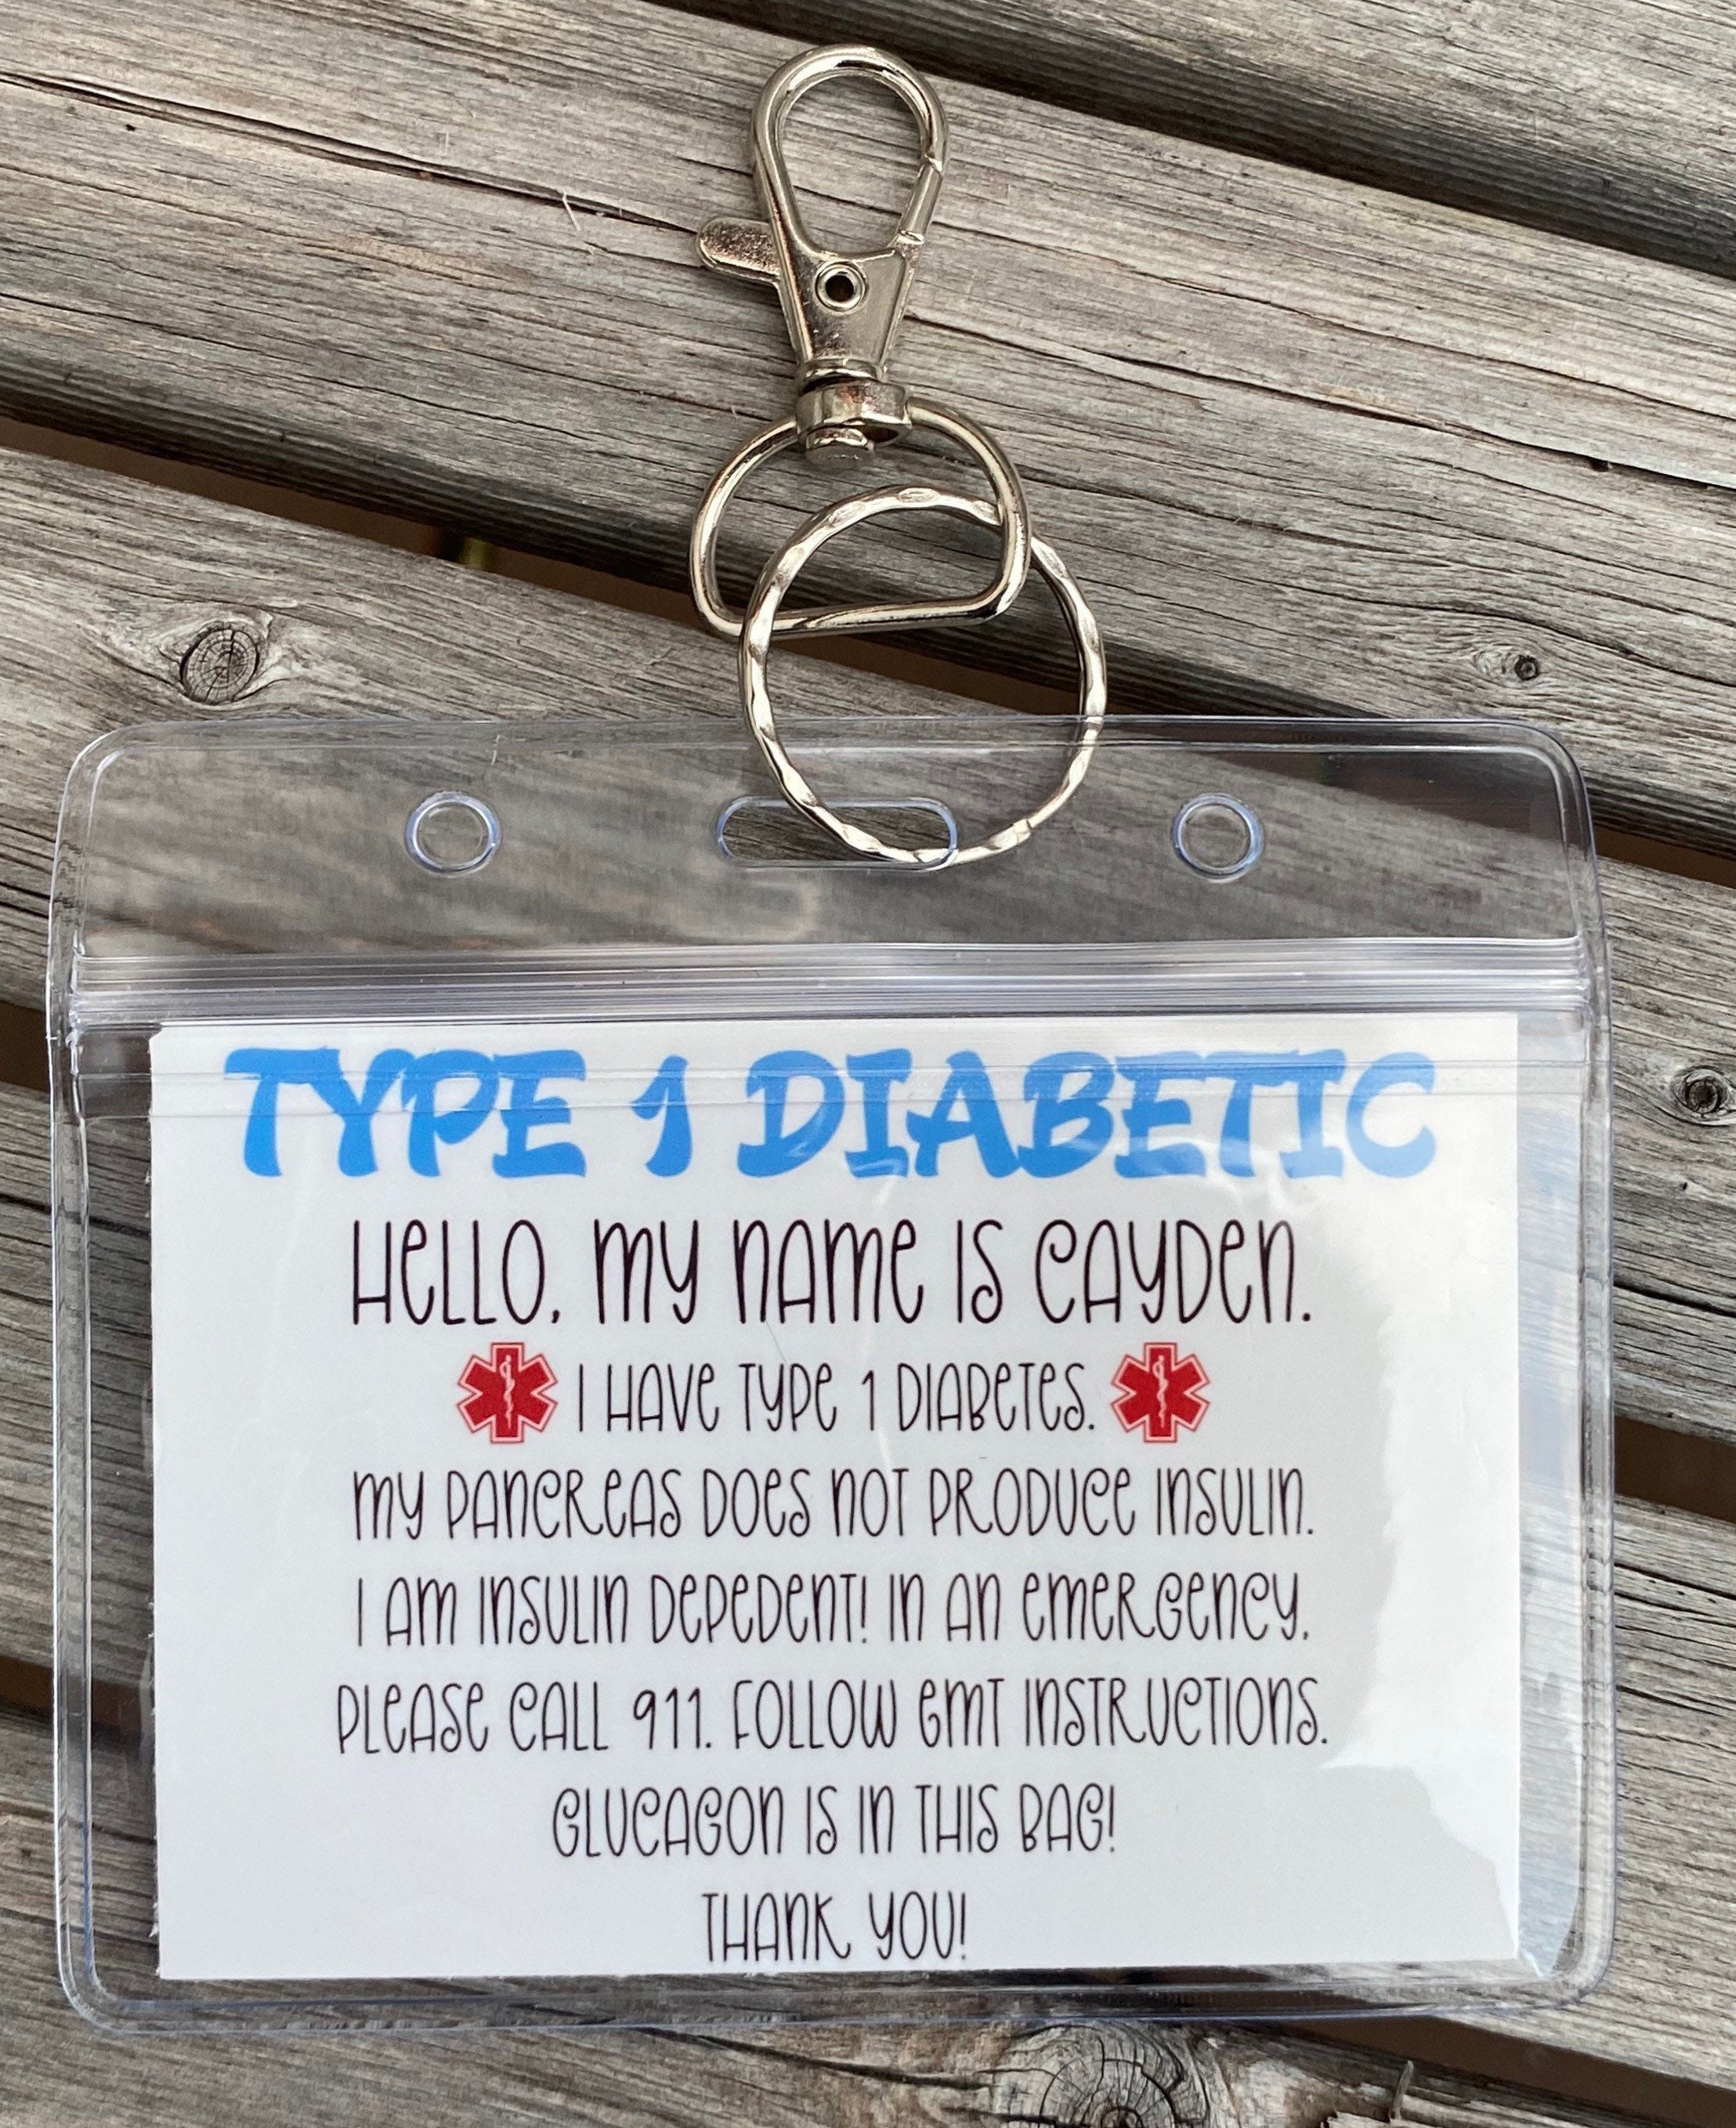 TYPE 1 DIABETIC
HELLO, MY NAME IS CAYDEN.
I HAVE TYPE 1 DIABETES.
MY PANCREAS DOES NOT PRODUCE INSULIN.
I AM INSULIN DEPEDENT! IN AN EMERGENCY,
PLEASE CALL 911. FOLLOW EMT INSTRUCTIONS.
GLUCAGON IS IN THIS BAG!
THANK YOU!